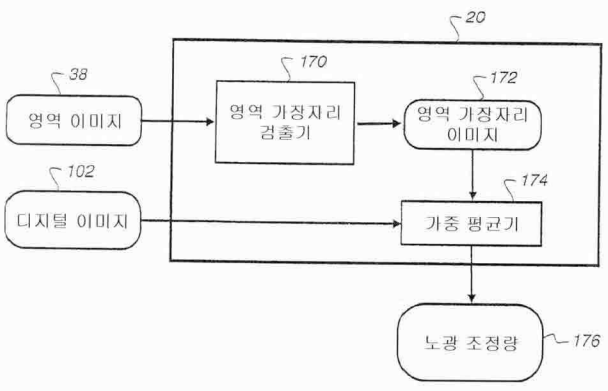 20
38
170
172
영역 이미지
영역 가장자리
검출기
영역 가장자리
이미지
102
174
디지털 이미지
가중 평균기
노광 조정량
176